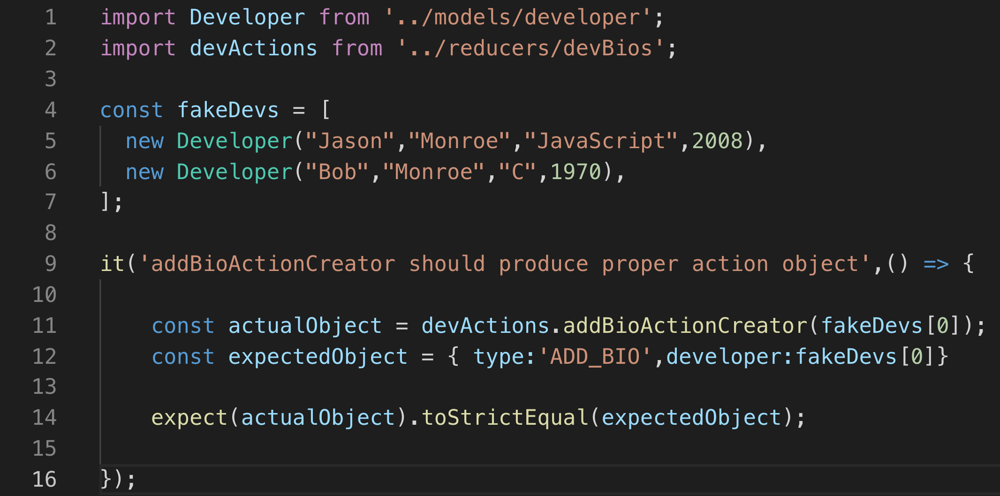 1 import Developer from '../models/developer';
2 import devActions from '../reducers/devBios';
3
4 const fakeDevs = [
5 new Developer("Jason","Monroe","JavaScript",2008),
6 new Developer("Bob","Monroe","C",1970),
7 ];
8
9 it('addBioActionCreator should produce proper action object',() => {
10
11 const actualObject = devActions.addBioActionCreator(fakeDevs[0]);
12 const expectedObject = { type:'ADD_BIO',developer:fakeDevs[0]}
13
14 expect(actualObject).toStrictEqual(expectedObject);
15
16 });